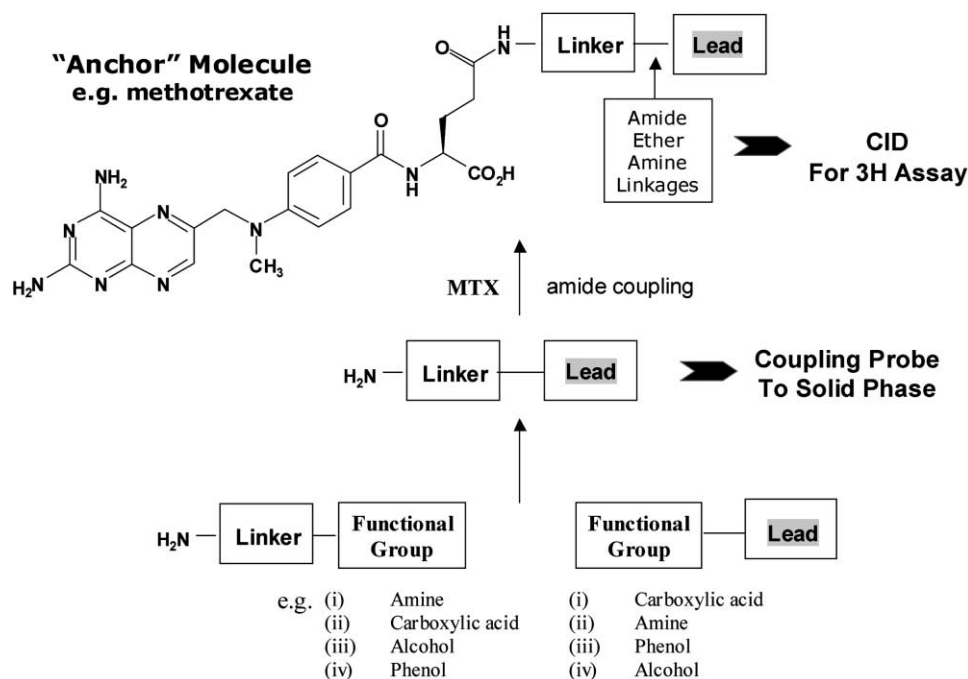 “Anchor” Molecule
e.g. methotrexate
O
N
H
Linker
Lead
Amide
Ether
Amine
Linkages
CID
For 3H Assay
O
N
H
CO₂H
NH₂
N
N
N
N
H₂N
N
CH₃
MTX
amide coupling
H₂N
Linker
Lead
Coupling Probe
To Solid Phase
H₂N
Linker
Functional
Group
Functional
Group
Lead
e.g. (i) Amine
(ii) Carboxylic acid
(iii) Alcohol
(iv) Phenol
(i) Carboxylic acid
(ii) Amine
(iii) Phenol
(iv) Alcohol